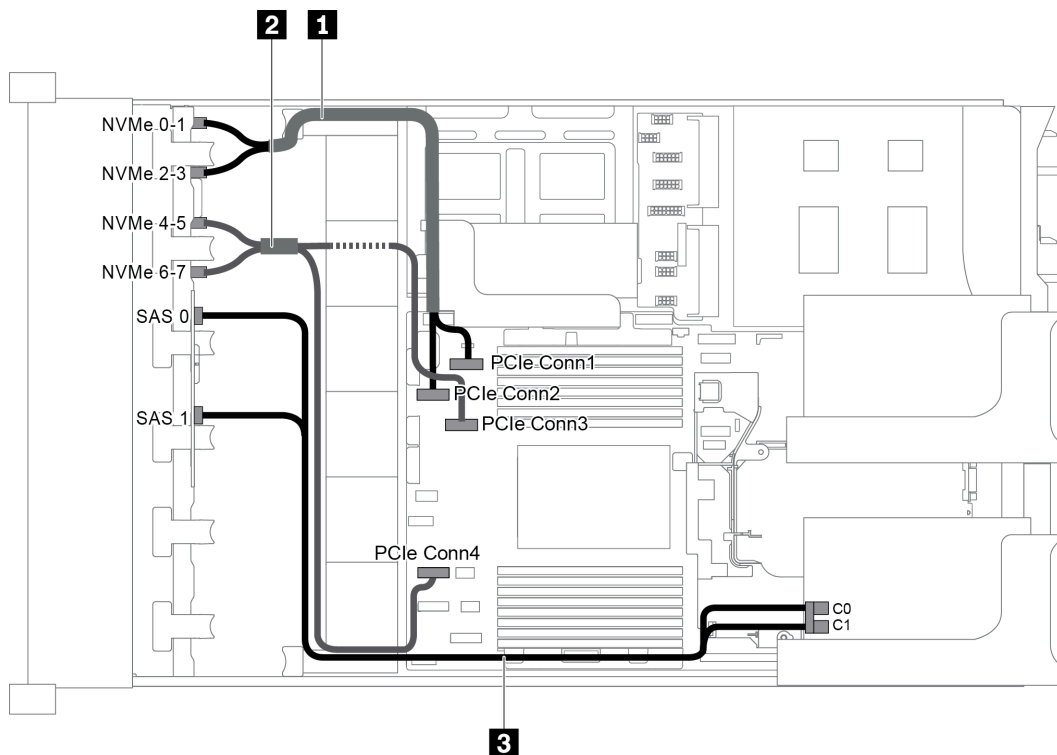 2 1
NVMe 0-1
NVMe 2-3
NVMe 4-5
NVMe 6-7
SAS 0
PCIe Conn1
PCIe Conn2
SAS 1
PCIe Conn3
PCIe Conn4
C0
C1
3